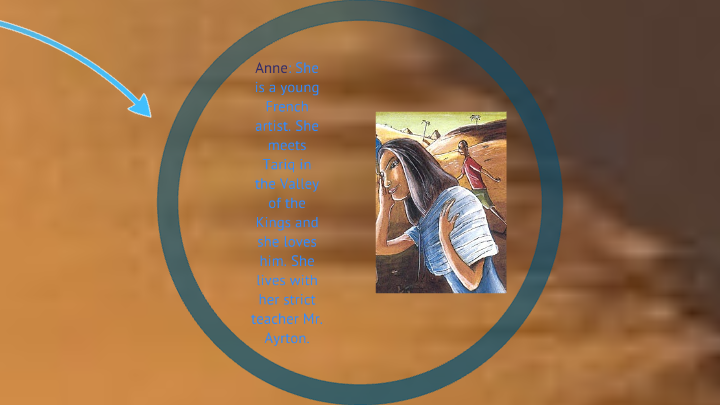 Anne: She
is a young
French
artist. She
meets
Tariq in
the Valley
of the
Kings and
she loves
him. She
lives with
her strict
teacher Mr.
Ayrton.